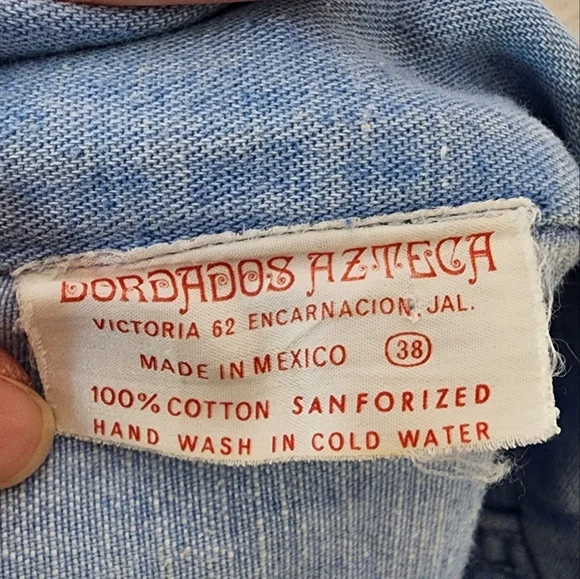 BORDADOS AZTECA
VICTORIA 62 ENCARNACION, JAL.
MADE IN MEXICO 38
100% COTTON SANFORIZED
HAND WASH IN COLD WATER